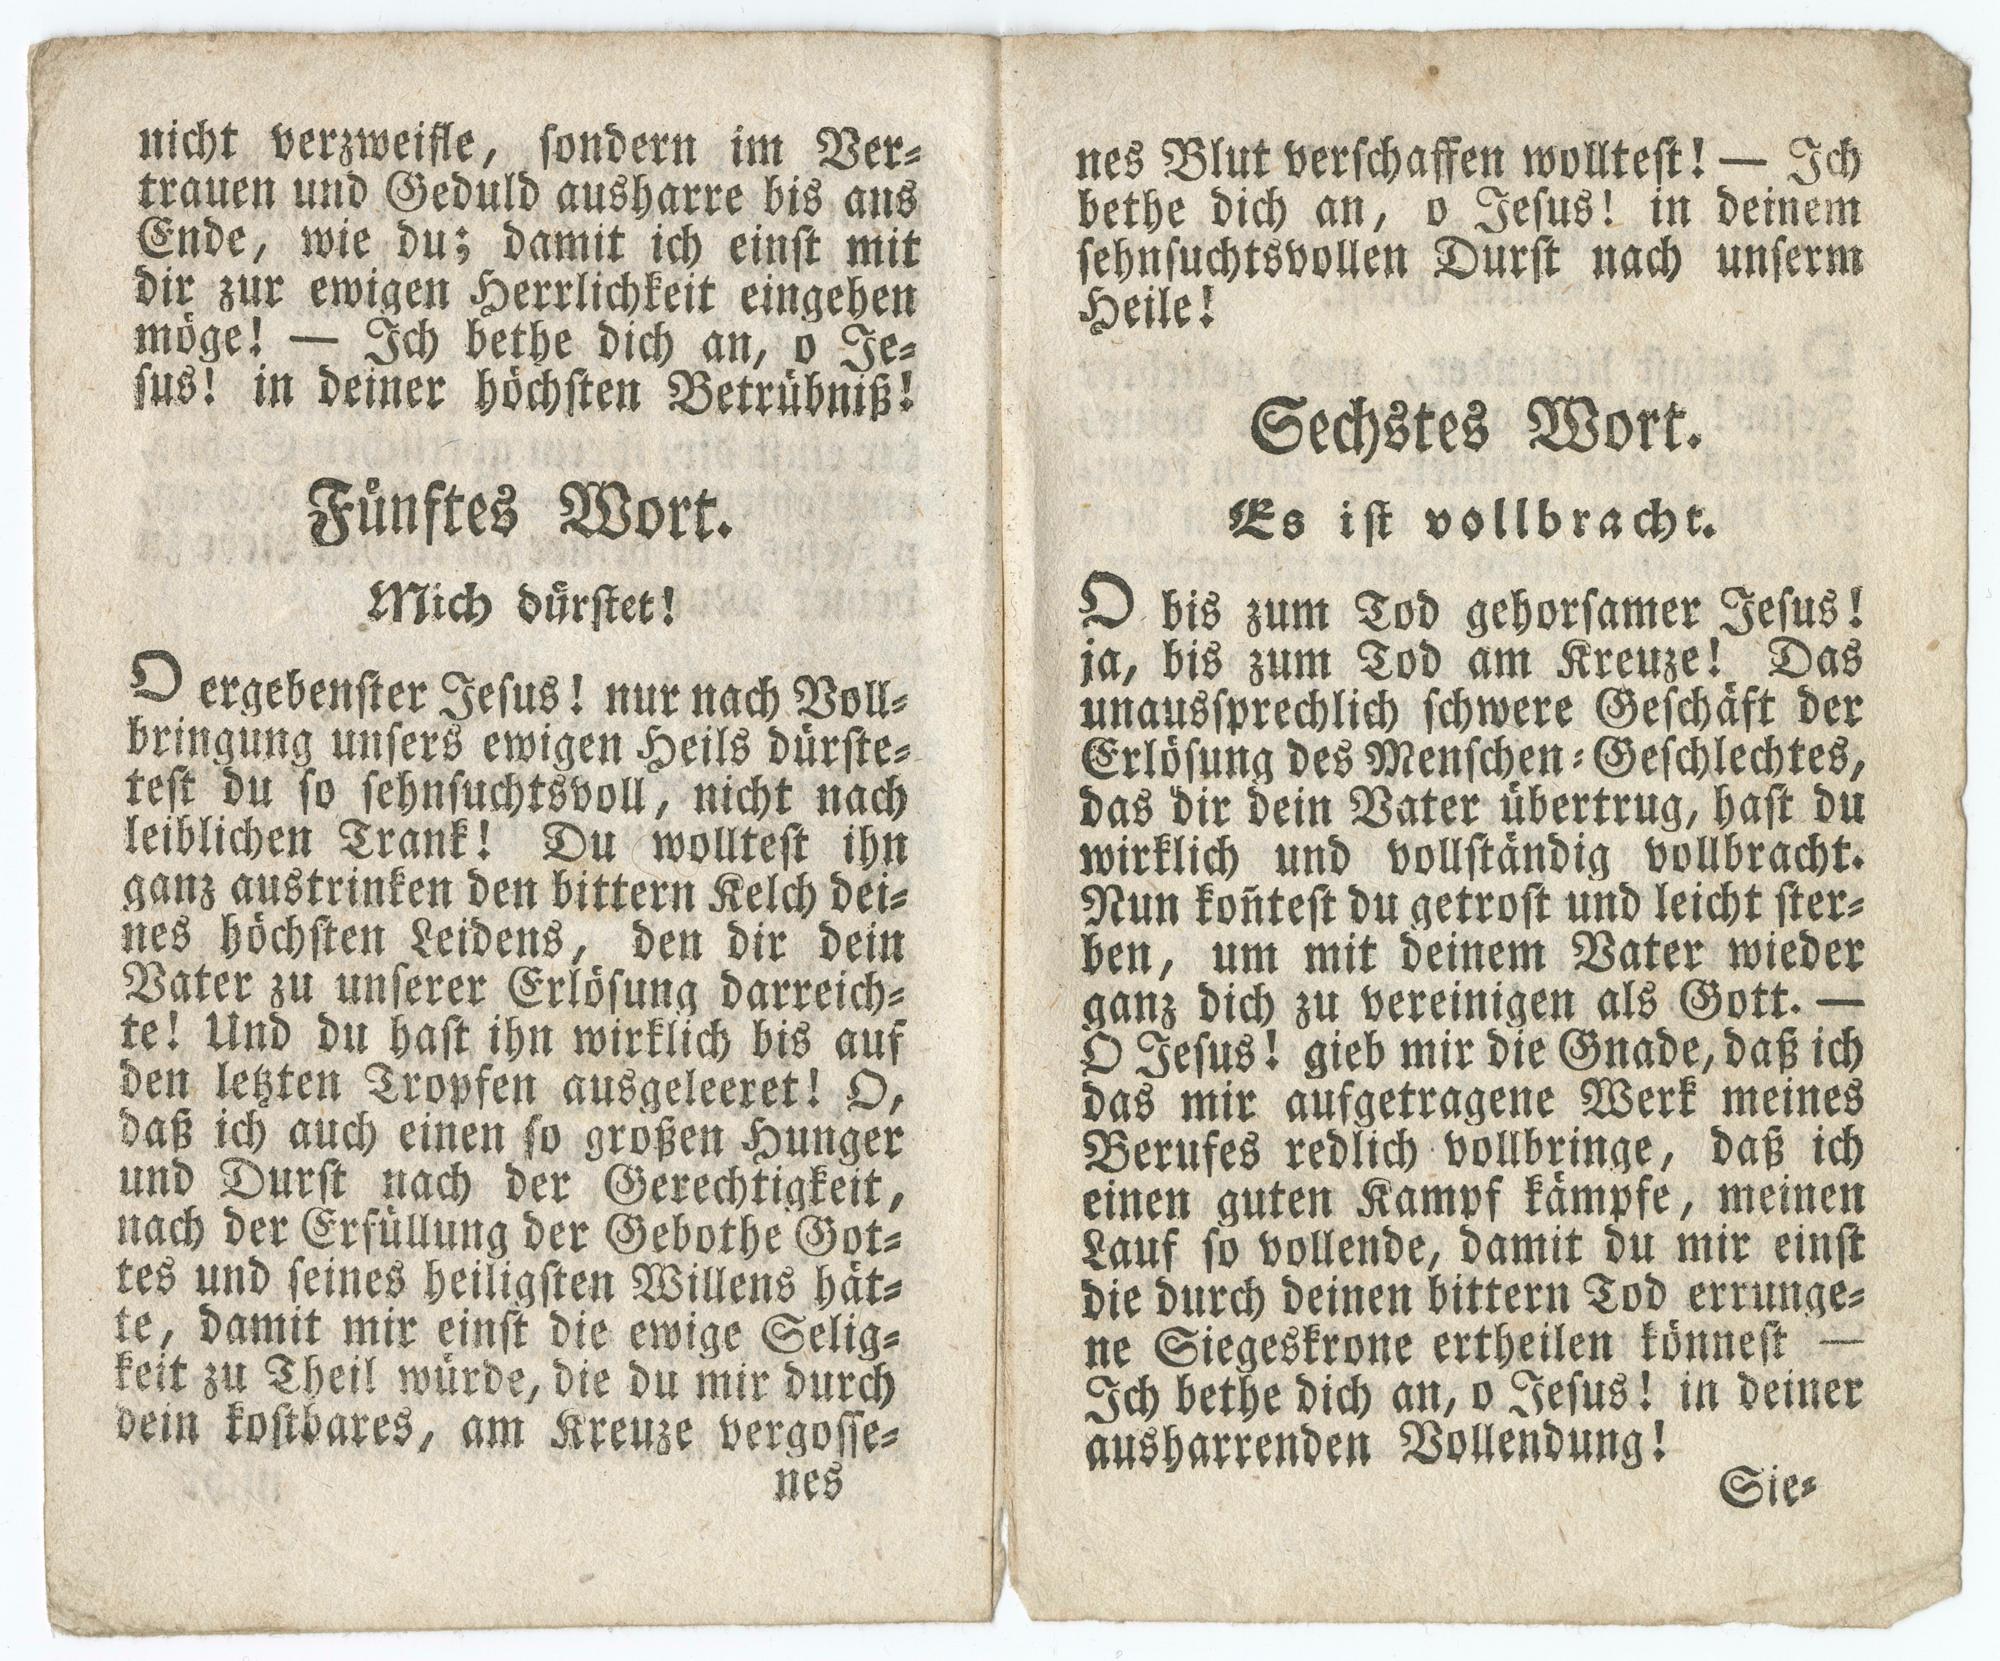 nicht verzweifle, ſondern im Ver⸗
trauen und Geduld ausharre bis ans
Ende, wie du; damit ich einſt mit
dir zur ewigen Herrlichkeit eingehen
möge! — Ich bethe dich an, o Je⸗
ſus! in deiner höchſten Betrübniß!
Fünftes Wort.
Mich dürſtet!
O ergebenſter Jeſus! nur nach Voll⸗
bringung unſers ewigen Heils dürſte⸗
teſt du ſo ſehnſuchtsvoll, nicht nach
leiblichen Trank! Du wollteſt ihn
ganz austrinken den bittern Kelch dei⸗
nes höchſten Leidens, den dir dein
Vater zu unſerer Erlöſung darreich⸗
te! Und du haſt ihn wirklich bis auf
den letzten Tropfen ausgeleeret! O,
daß ich auch einen ſo großen Hunger
und Durſt nach der Gerechtigkeit,
nach der Erfüllung der Gebothe Got⸗
tes und ſeines heiligſten Willens hät⸗
te, damit mir einſt die ewige Selig⸗
keit zu Theil würde, die du mir durch
dein koſtbares, am Kreuze vergoſſe⸗
nes
nes Blut verſchaffen wollteſt! — Ich
bethe dich an, o Jeſus! in deinem
ſehnſuchtsvollen Durſt nach unſerm
Heile!
Sechstes Wort.
Es iſt vollbracht.
O bis zum Tod gehorſamer Jeſus!
ja, bis zum Tod am Kreuze! Das
unausſprechlich ſchwere Geſchäft der
Erlöſung des Menſchen⸗Geſchlechtes,
das dir dein Vater übertrug, haſt du
wirklich und vollſtändig vollbracht.
Nun kon̄teſt du getroſt und leicht ſter⸗
ben, um mit deinem Vater wieder
ganz dich zu vereinigen als Gott. —
O Jeſus! gieb mir die Gnade, daß ich
das mir aufgetragene Werk meines
Berufes redlich vollbringe, daß ich
einen guten Kampf kämpfe, meinen
Lauf ſo vollende, damit du mir einſt
die durch deinen bittern Tod errunge⸗
ne Siegeskrone ertheilen könneſt —
Ich bethe dich an, o Jeſus! in deiner
ausharrenden Vollendung!
Sie⸗